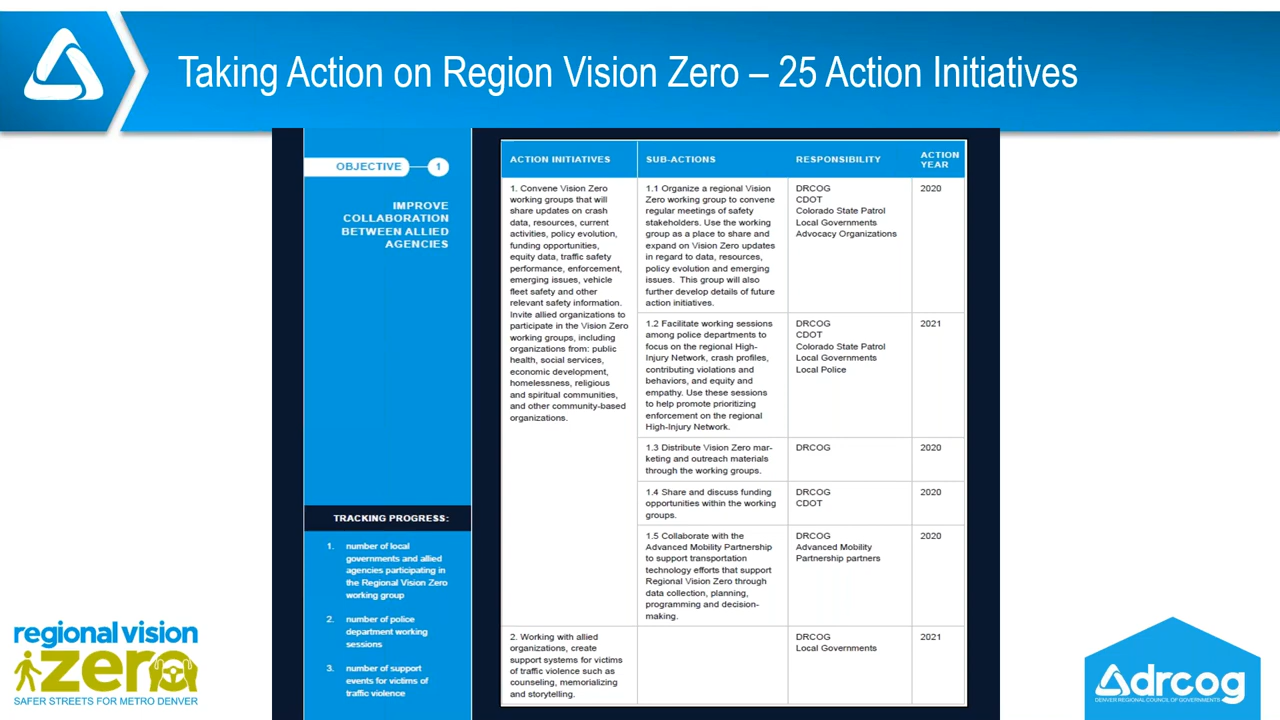 Taking Action on Region Vision Zero – 25 Action Initiatives
OBJECTIVE 1
IMPROVE
COLLABORATION
BETWEEN ALLIED
AGENCIES
TRACKING PROGRESS:
1. number of local
governments and allied
agencies participating in
the Regional Vision Zero
working group
2. number of police
department working
sessions
3. number of support
events for victims of
traffic violence
ACTION INITIATIVES
SUB-ACTIONS
RESPONSIBILITY
ACTION
YEAR
1. Convene Vision Zero
working groups that will
share updates on crash
data, resources, current
activities, policy evolution,
funding opportunities,
equity data, traffic safety
performance, enforcement,
emerging issues, vehicle
fleet safety and other
relevant safety information.
Invite allied organizations to
participate in the Vision Zero
working groups, including
organizations from: public
health, social services,
economic development,
homelessness, religious
and spiritual communities,
and other community-based
organizations.
1.1 Organize a regional Vision
Zero working group to convene
regular meetings of safety
stakeholders. Use the working
group as a place to share and
expand on Vision Zero updates
in regard to data, resources,
policy evolution and emerging
issues. This group will also
further develop details of future
action initiatives.
DRCOG
CDOT
Colorado State Patrol
Local Governments
Advocacy Organizations
2020
1.2 Facilitate working sessions
among police departments to
focus on the regional High-
Injury Network, crash profiles,
contributing violations and
behaviors, and equity and
empathy. Use these sessions
to help promote prioritizing
enforcement on the regional
High-Injury Network.
DRCOG
CDOT
Colorado State Patrol
Local Governments
Local Police
2021
1.3 Distribute Vision Zero mar-
keting and outreach materials
through the working groups.
DRCOG
2020
1.4 Share and discuss funding
opportunities within the working
groups.
DRCOG
CDOT
2020
1.5 Collaborate with the
Advanced Mobility Partnership
to support transportation
technology efforts that support
Regional Vision Zero through
data collection, planning,
programming and decision-
making.
DRCOG
Advanced Mobility
Partnership partners
2020
2. Working with allied
organizations, create
support systems for victims
of traffic violence such as
counseling, memorializing
and storytelling.
DRCOG
Local Governments
2021
regional vision
zero
SAFER STREETS FOR METRO DENVER
drcog
DENVER REGIONAL COUNCIL OF GOVERNMENTS